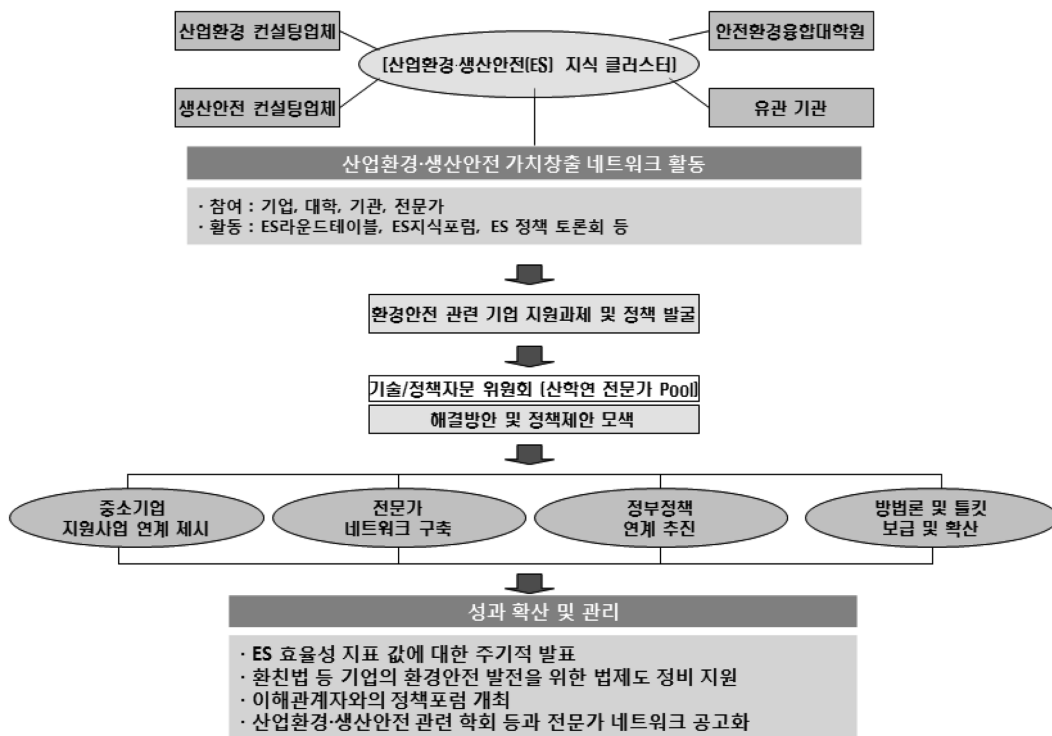 산업환경 컨설팅업체
안전환경융합대학원
[산업환경·생산안전(ES) 지식 클러스터]
생산안전 컨설팅업체
유관 기관
산업환경·생산안전 가치창출 네트워크 활동
· 참여 : 기업, 대학, 기관, 전문가
· 활동 : ES라운드테이블, ES지식포럼, ES 정책 토론회 등
환경안전 관련 기업 지원과제 및 정책 발굴
기술/정책자문 위원회 (산학연 전문가 Pool)
해결방안 및 정책제안 모색
중소기업
지원사업 연계 제시
전문가
네트워크 구축
정부정책
연계 추진
방법론 및 틀킷
보급 및 확산
성과 확산 및 관리
· ES 효율성 지표 값에 대한 주기적 발표
· 환친법 등 기업의 환경안전 발전을 위한 법제도 정비 지원
· 이해관계자와의 정책포럼 개최
· 산업환경·생산안전 관련 학회 등과 전문가 네트워크 공고화